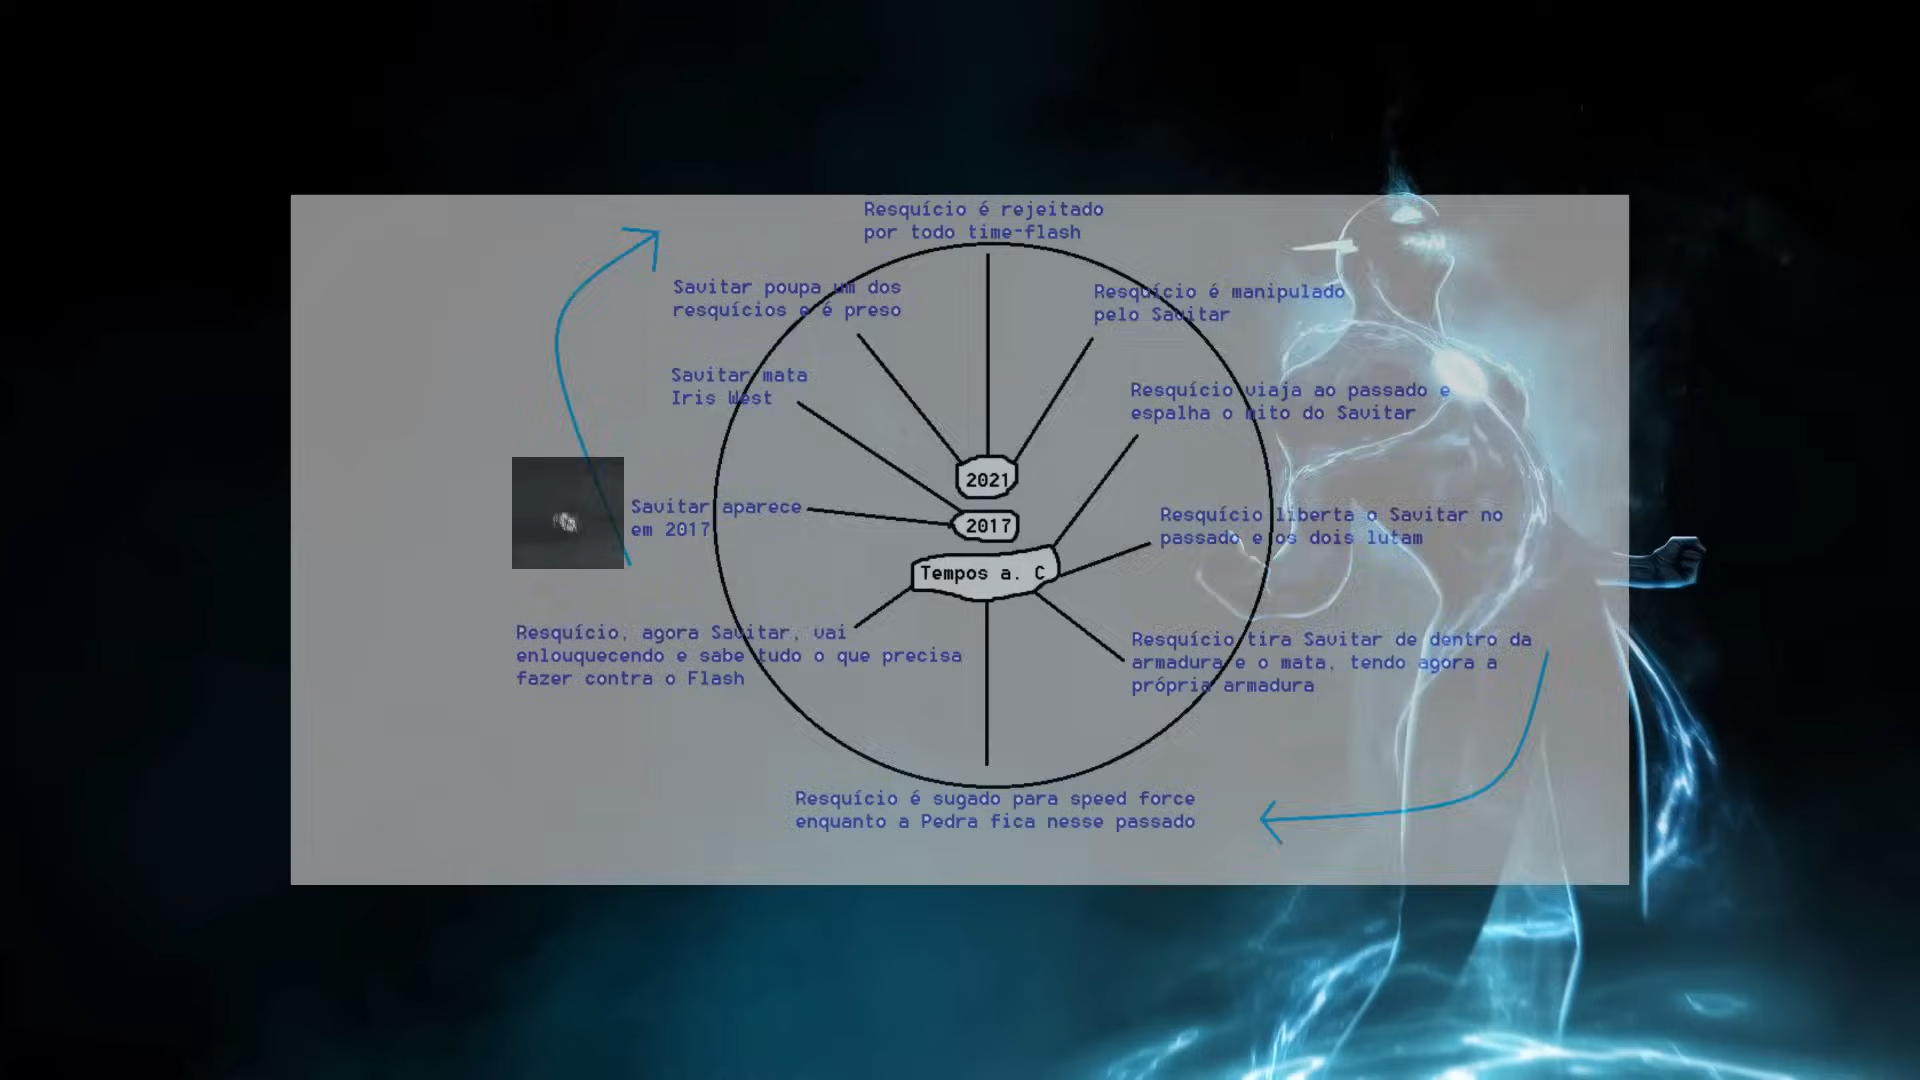 Resquício é rejeitado
por todo time-flash
Savitar poupa um dos
resquícios e é preso
Resquício é manipulado
pelo Savitar
Savitar mata
Iris West
Resquício viaja ao passado e
espalha o mito do Savitar
2021
Savitar aparece
em 2017
2017
Resquício liberta o Savitar no
passado e os dois lutam
Tempos a. C
Resquício, agora Savitar, vai
enlouquecendo e sabe tudo o que precisa
fazer contra o Flash
Resquício tira Savitar de dentro da
armadura e o mata, tendo agora a
própria armadura
Resquício é sugado para speed force
enquanto a Pedra fica nesse passado